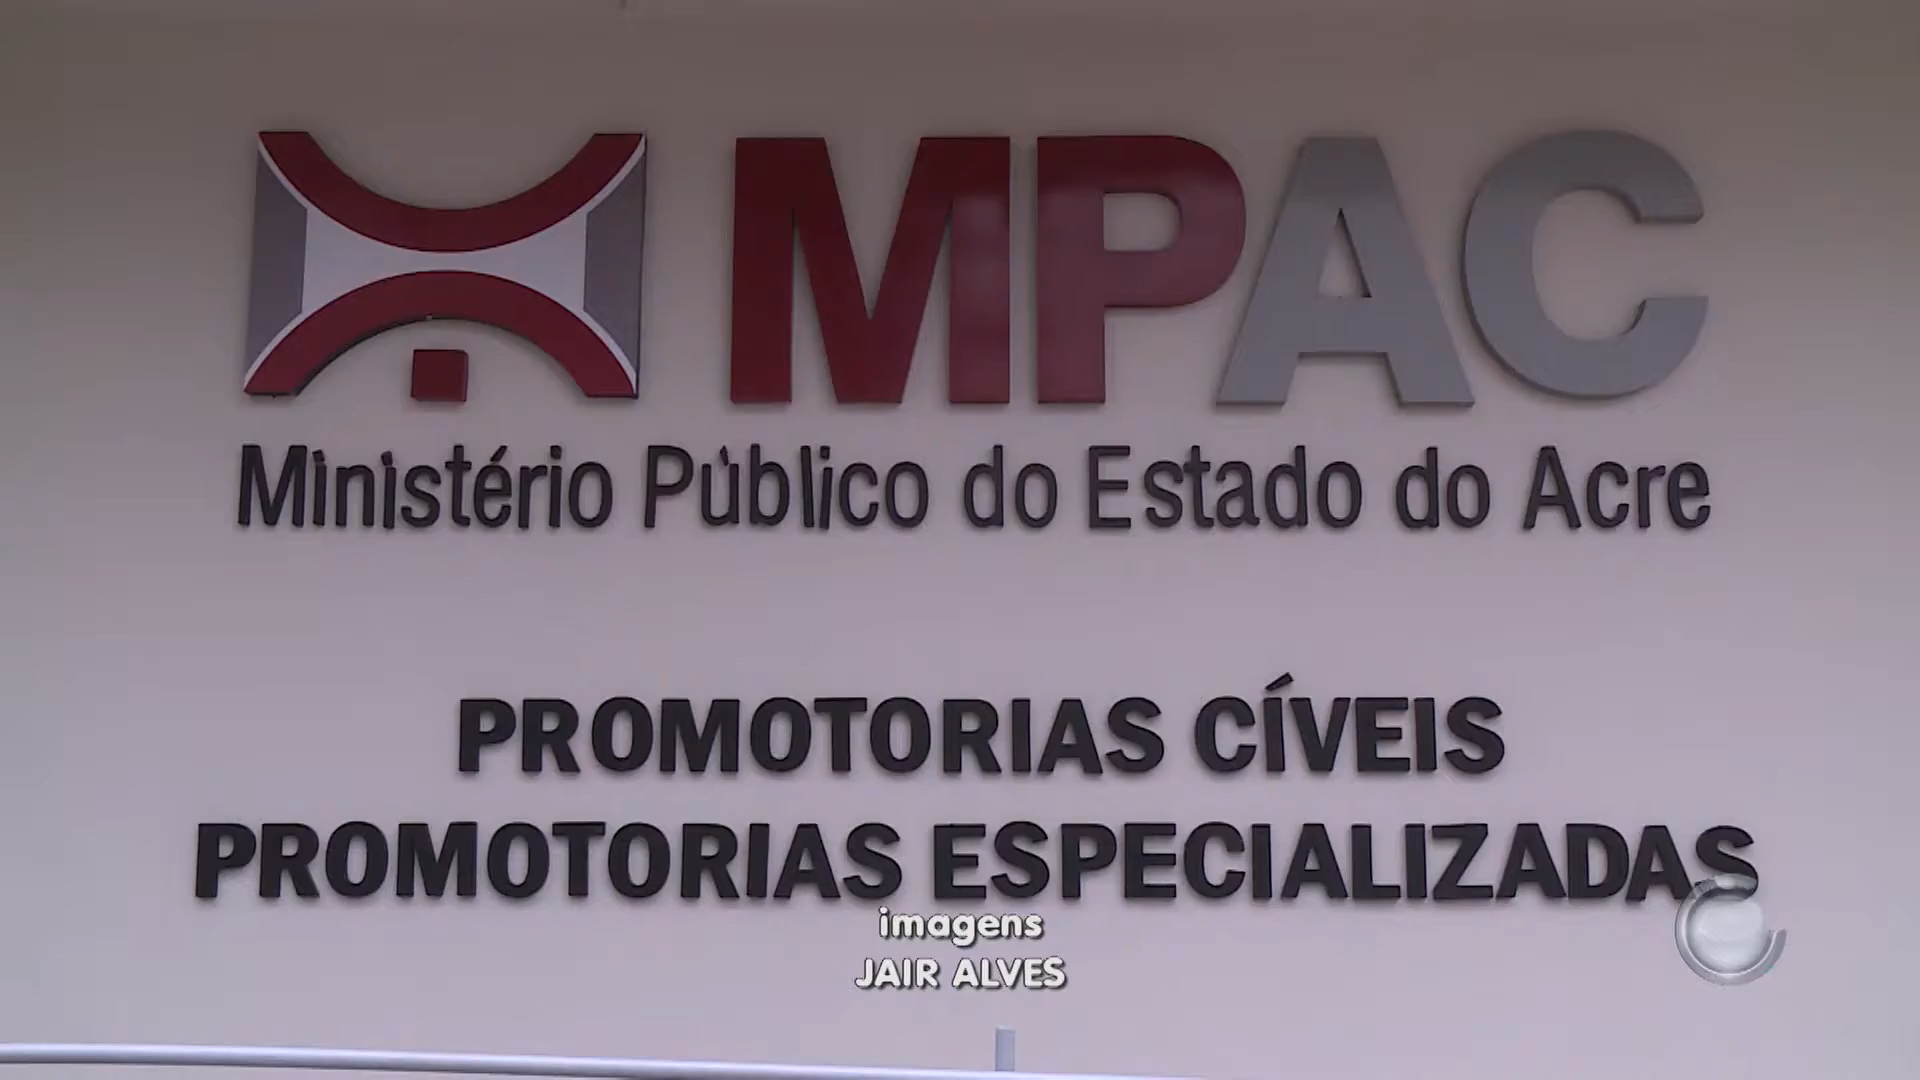 MPAC
Ministério Público do Estado do Acre
PROMOTORIAS CÍVEIS
PROMOTORIAS ESPECIALIZADAS
imagens
JAIR ALVES